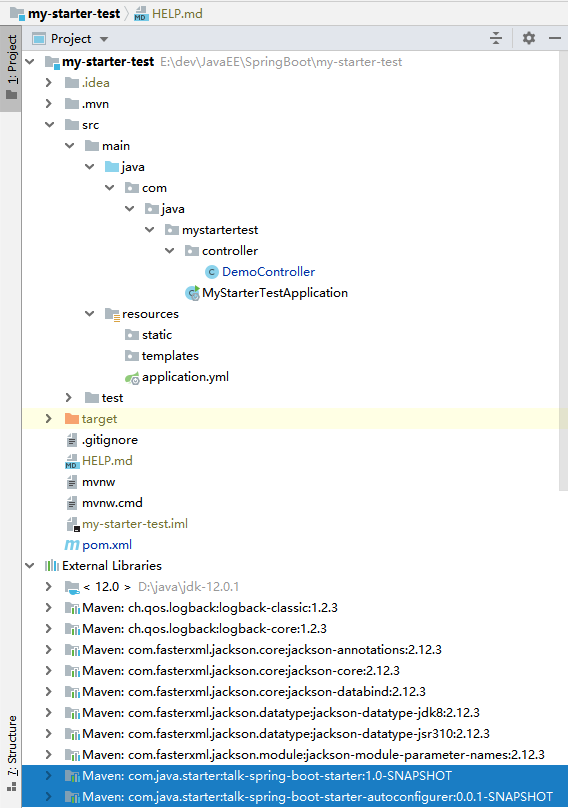 my-starter-test HELP.md
1: Project
Project
my-starter-test E:\dev\JavaEE\SpringBoot\my-starter-test
.idea
.mvn
src
main
java
com
java
mystartertest
controller
DemoController
MyStarterTestApplication
resources
static
templates
application.yml
test
target
.gitignore
HELP.md
mvnw
mvnw.cmd
my-starter-test.iml
pom.xml
External Libraries
< 12.0 > D:\java\jdk-12.0.1
Maven: ch.qos.logback:logback-classic:1.2.3
Maven: ch.qos.logback:logback-core:1.2.3
Maven: com.fasterxml.jackson.core:jackson-annotations:2.12.3
Maven: com.fasterxml.jackson.core:jackson-core:2.12.3
Maven: com.fasterxml.jackson.core:jackson-databind:2.12.3
Maven: com.fasterxml.jackson.datatype:jackson-datatype-jdk8:2.12.3
Maven: com.fasterxml.jackson.datatype:jackson-datatype-jsr310:2.12.3
Maven: com.fasterxml.jackson.module:jackson-module-parameter-names:2.12.3
Maven: com.java.starter:talk-spring-boot-starter:1.0-SNAPSHOT
Maven: com.java.starter:talk-spring-boot-starter-autoconfigurer:0.0.1-SNAPSHOT
7: Structure